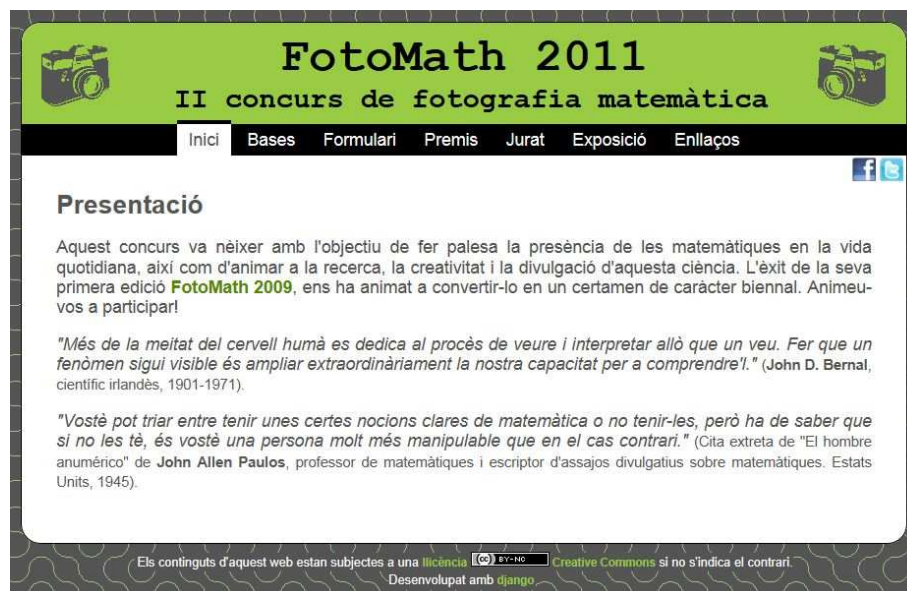 FotoMath 2011
II concurs de fotografia matemàtica
Inici Bases Formulari Premis Jurat Exposició Enllaços
Presentació
Aquest concurs va nèixer amb l'objectiu de fer palesa la presència de les matemàtiques en la vida
quotidiana, així com d'animar a la recerca, la creativitat i la divulgació d'aquesta ciència. L'èxit de la seva
primera edició FotoMath 2009, ens ha animat a convertir-lo en un certamen de caràcter biennal. Animeu-
vos a participar!
"Més de la meitat del cervell humà es dedica al procès de veure i interpretar allò que un veu. Fer que un
fenòmen sigui visible és ampliar extraordinàriament la nostra capacitat per a comprendre'l." (John D. Bernal,
científic irlandès, 1901-1971).
"Vostè pot triar entre tenir unes certes nocions clares de matemàtica o no tenir-les, però ha de saber que
si no les tè, és vostè una persona molt més manipulable que en el cas contrari." (Cita extreta de "El hombre
anumérico" de John Allen Paulos, professor de matemàtiques i escriptor d'assajos divulgatius sobre matemàtiques. Estats
Units, 1945).
Els continguts d'aquest web estan subjectes a una llicència (cc) BY-NC Creative Commons si no s'indica el contrari.
Desenvolupat amb django